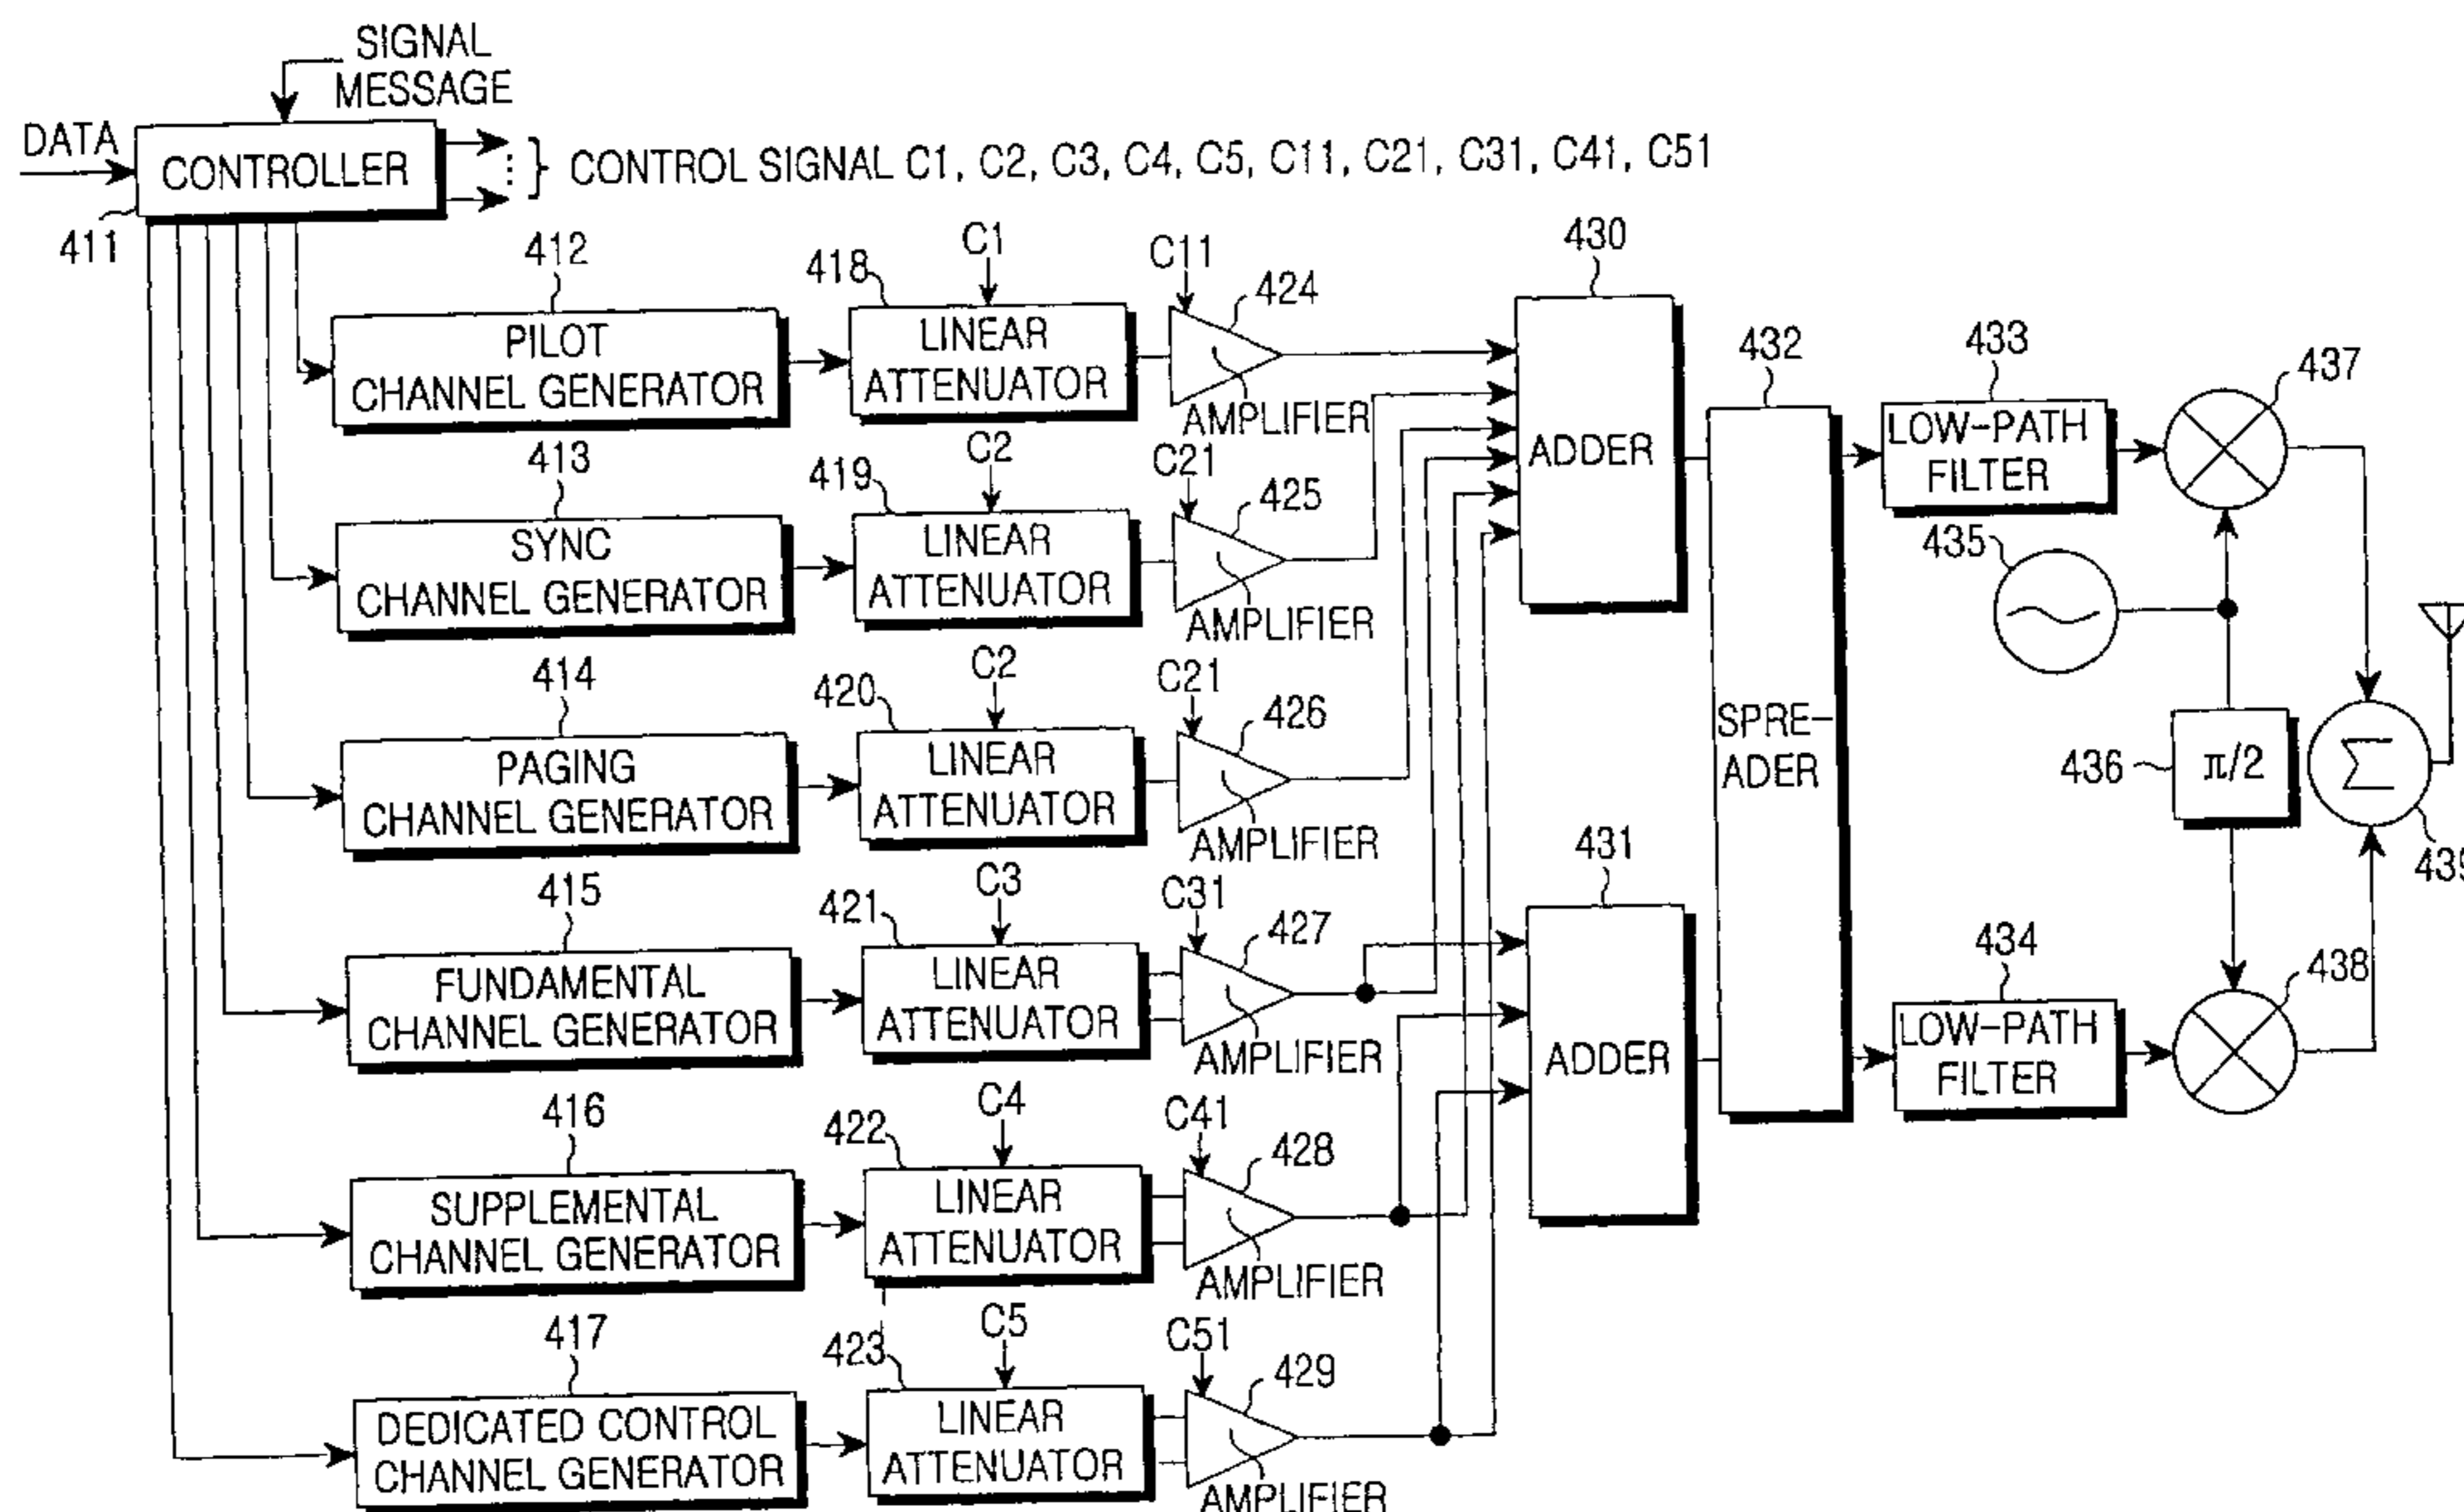 SIGNAL
MESSAGE
DATA
CONTROLLER
CONTROL SIGNAL C1, C2, C3, C4, C5, C11, C21, C31, C41, C51
411
412
PILOT
CHANNEL GENERATOR
418
C1
LINEAR
ATTENUATOR
C11
424
AMPLIFIER
413
SYNC
CHANNEL GENERATOR
419
C2
LINEAR
ATTENUATOR
C21
425
AMPLIFIER
414
PAGING
CHANNEL GENERATOR
420
C2
LINEAR
ATTENUATOR
C21
426
AMPLIFIER
415
FUNDAMENTAL
CHANNEL GENERATOR
421
C3
LINEAR
ATTENUATOR
C31
427
AMPLIFIER
416
SUPPLEMENTAL
CHANNEL GENERATOR
422
C4
LINEAR
ATTENUATOR
C41
428
AMPLIFIER
417
DEDICATED CONTROL
CHANNEL GENERATOR
423
C5
LINEAR
ATTENUATOR
C51
429
AMPLIFIER
430
ADDER
431
ADDER
432
SPRE-
ADER
433
LOW-PATH
FILTER
434
LOW-PATH
FILTER
435
436
π/2
437
438
Σ
439